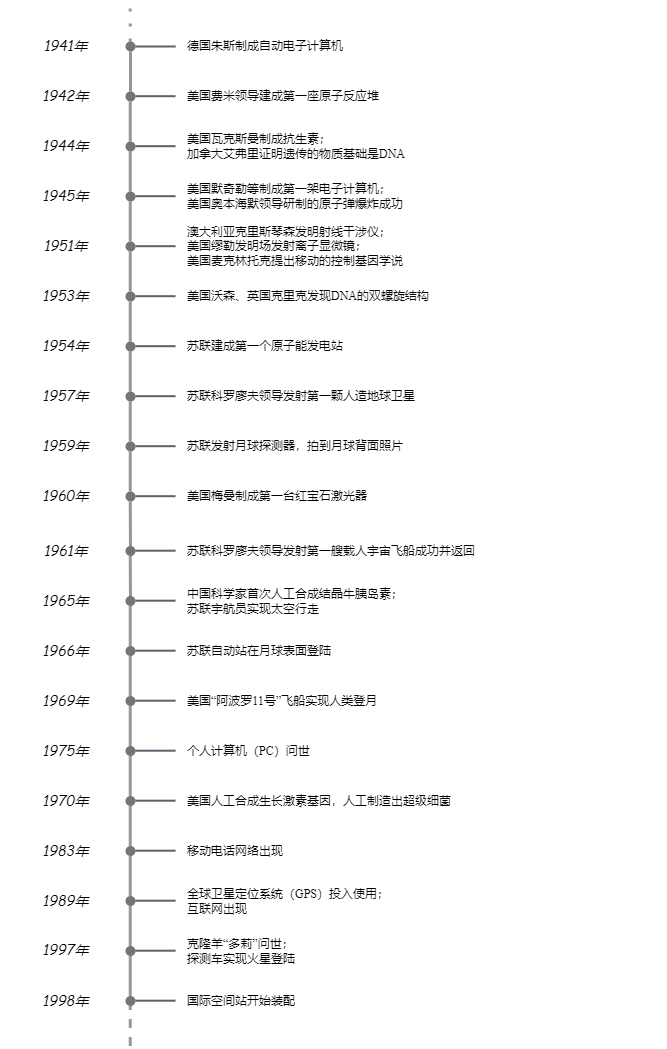 1941年 德国朱斯制成自动电子计算机
1942年 美国费米领导建成第一座原子反应堆
1944年 美国瓦克斯曼制成抗生素；
加拿大艾弗里证明遗传的物质基础是DNA
1945年 美国默奇勒等制成第一架电子计算机；
美国奥本海默领导研制的原子弹爆炸成功
澳大利亚克里斯琴森发明射线干涉仪；
1951年 美国缪勒发明场发射离子显微镜；
美国麦克林托克提出移动的控制基因学说
1953年 美国沃森、英国克里克发现DNA的双螺旋结构
1954年 苏联建成第一个原子能发电站
1957年 苏联科罗廖夫领导发射第一颗人造地球卫星
1959年 苏联发射月球探测器，拍到月球背面照片
1960年 美国梅曼制成第一台红宝石激光器
1961年 苏联科罗廖夫领导发射第一艘载人宇宙飞船成功并返回
1965年 中国科学家首次人工合成结晶牛胰岛素；
苏联宇航员实现太空行走
1966年 苏联自动站在月球表面登陆
1969年 美国“阿波罗11号”飞船实现人类登月
1975年 个人计算机（PC）问世
1970年 美国人工合成生长激素基因，人工制造出超级细菌
1983年 移动电话网络出现
1989年 全球卫星定位系统（GPS）投入使用；
互联网出现
1997年 克隆羊“多莉”问世；
探测车实现火星登陆
1998年 国际空间站开始装配